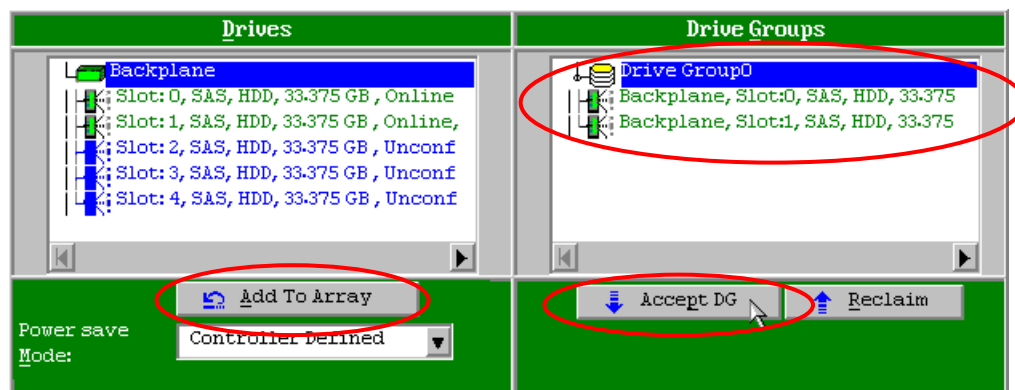 Drives
Backplane
Slot: 0, SAS, HDD, 33.375 GB , Online
Slot: 1, SAS, HDD, 33.375 GB , Online,
Slot: 2, SAS, HDD, 33.375 GB , Unconf
Slot: 3, SAS, HDD, 33.375 GB , Unconf
Slot: 4, SAS, HDD, 33.375 GB , Unconf
Add To Array
Power save
Mode:
Controller Defined
Drive Groups
Drive Group0
Backplane, Slot:0, SAS, HDD, 33.375
Backplane, Slot:1, SAS, HDD, 33.375
Accept DG
Reclaim